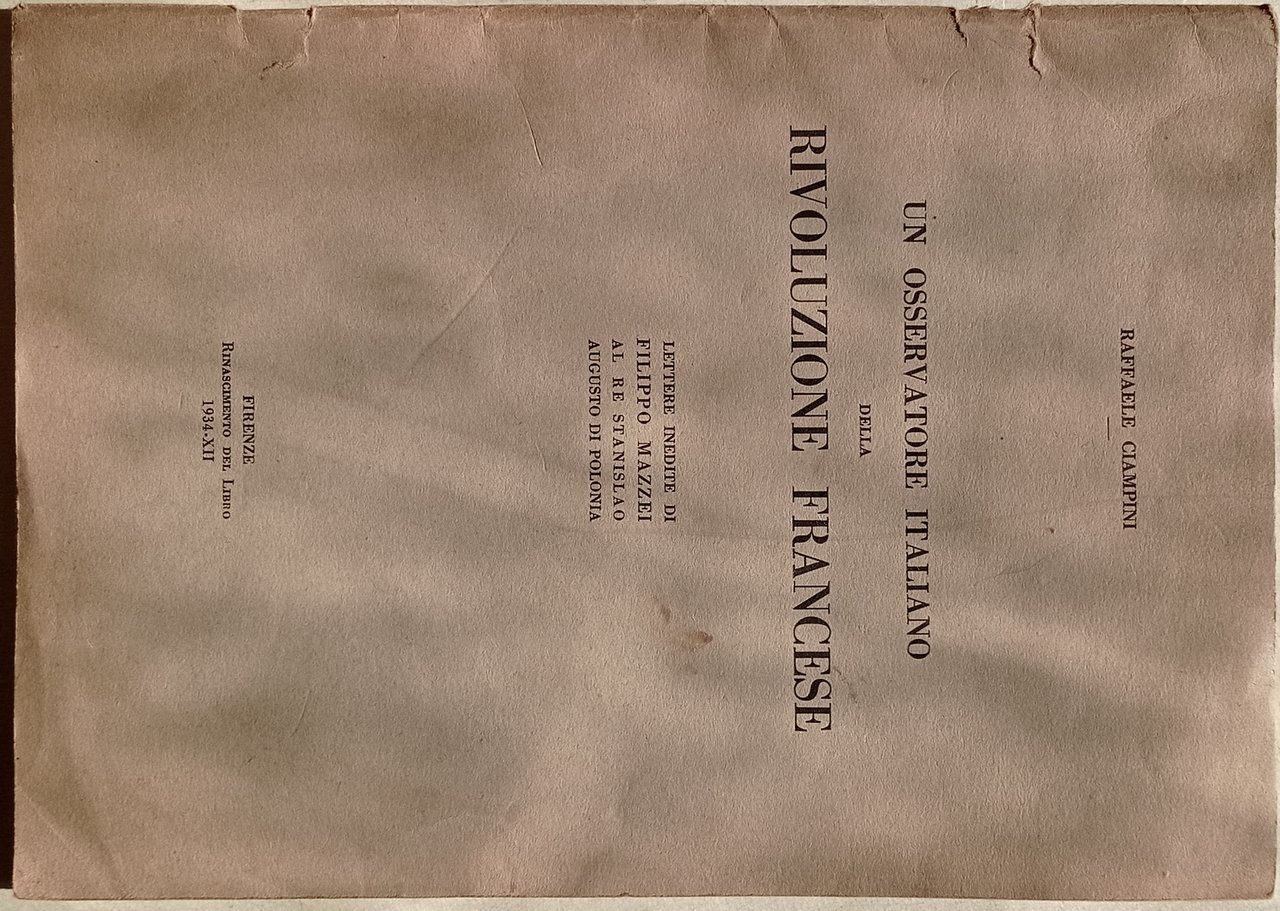 RAFFAELE CIAMPINI
UN OSSERVATORE ITALIANO
DELLA
RIVOLUZIONE FRANCESE
LETTERE INEDITE DI
FILIPPO MAZZEI
AL RE STANISLAO
AUGUSTO DI POLONIA
FIRENZE
RINASCIMENTO DEL LIBRO
1934-XII